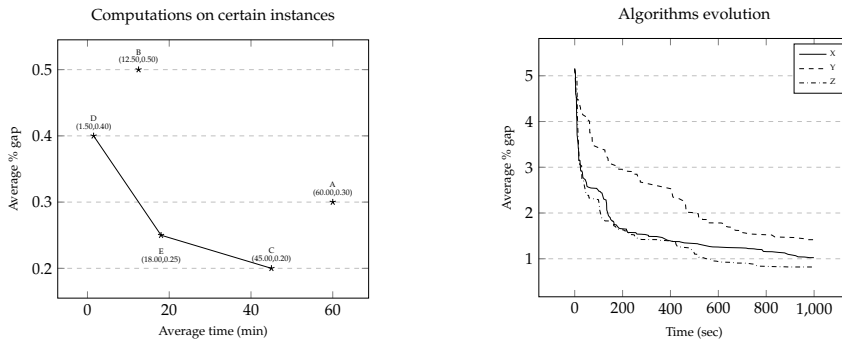 Computations on certain instances
Average % gap
0.5
0.4
0.3
0.2
B
(12.50,0.50)
D
(1.50,0.40)
A
(60.00,0.30)
E
(18.00,0.25)
C
(45.00,0.20)
0 20 40 60
Average time (min)
Algorithms evolution
Average % gap
5
4
3
2
1
X
Y
Z
0 200 400 600 800 1,000
Time (sec)